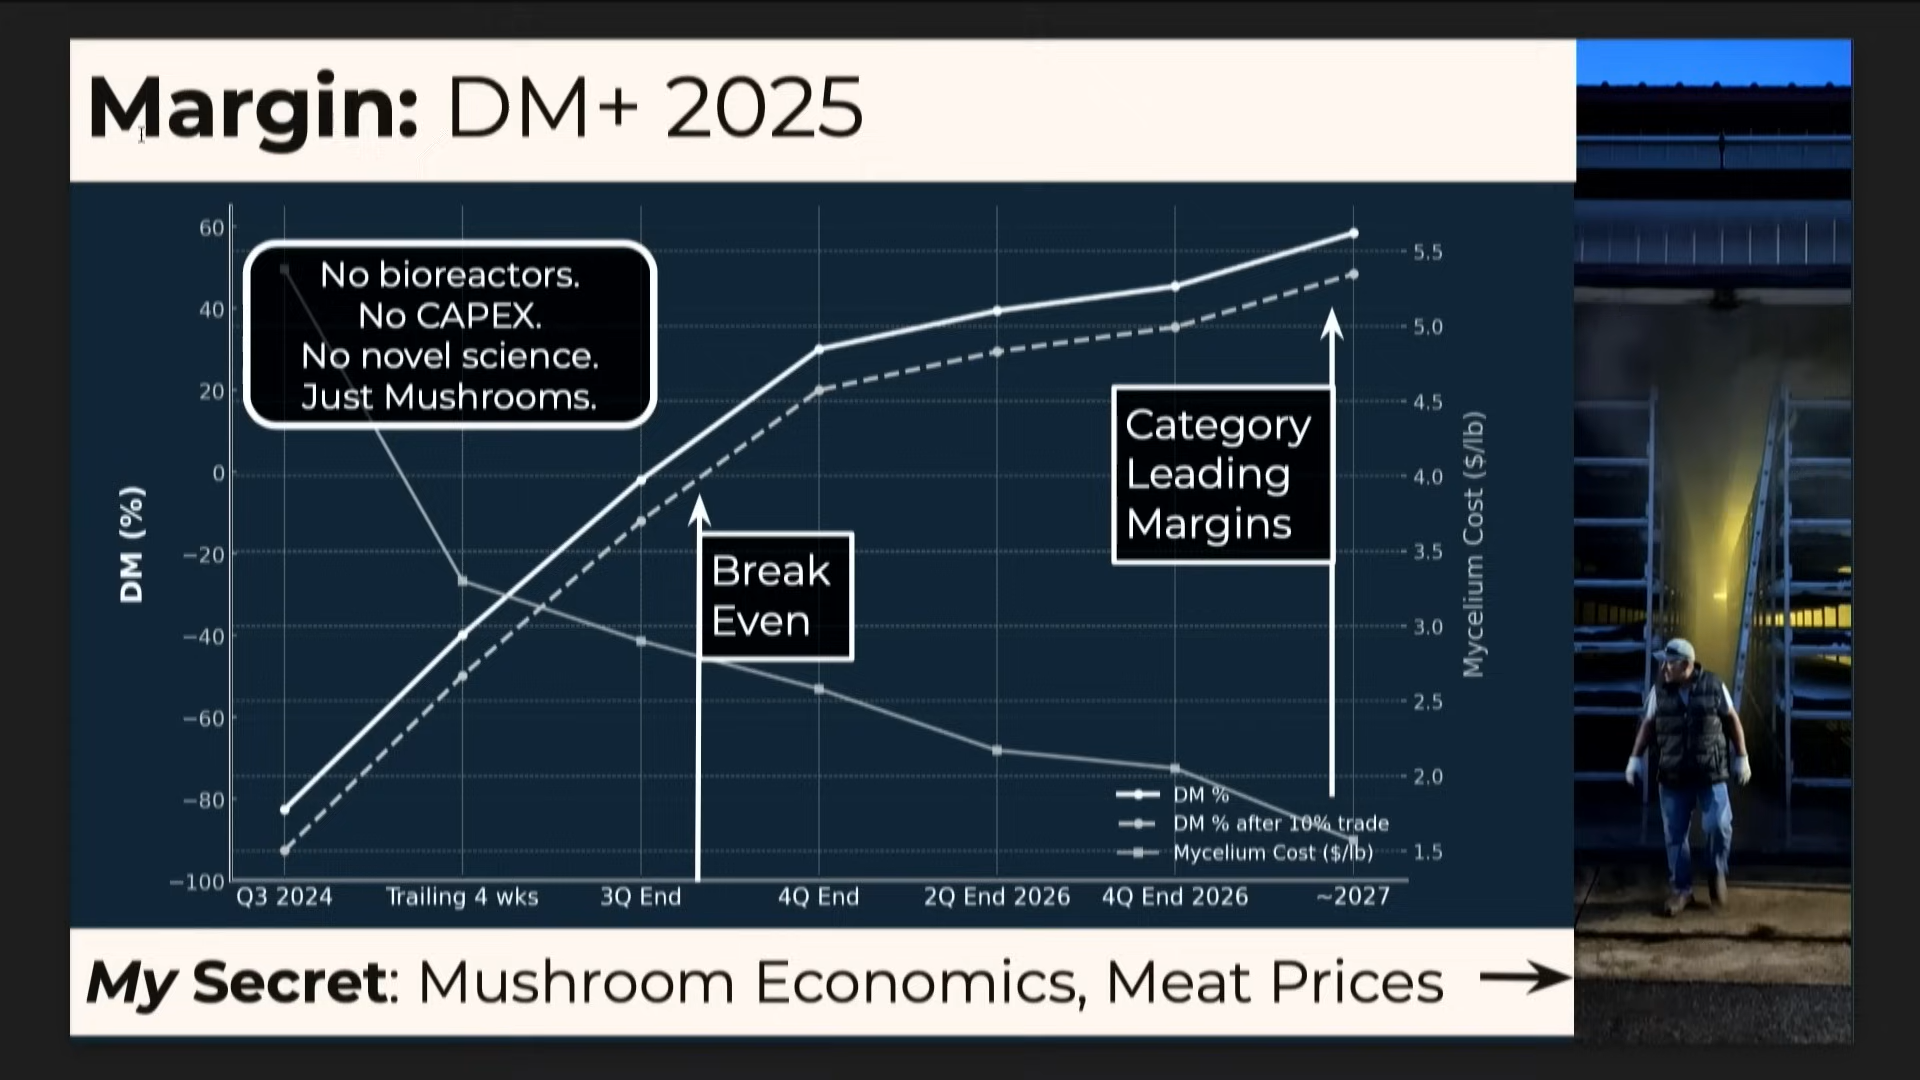 Margin: DM+ 2025
No bioreactors.
No CAPEX.
No novel science.
Just Mushrooms.
60
40
20
0
−20
−40
−60
−80
−100
DM (%)
5.5
5.0
4.5
4.0
3.5
3.0
2.5
2.0
1.5
Mycelium Cost ($/lb)
Break
Even
Category
Leading
Margins
DM %
DM % after 10% trade
Mycelium Cost ($/lb)
Q3 2024
Trailing 4 wks
3Q End
4Q End
2Q End 2026
4Q End 2026
~2027
My Secret: Mushroom Economics, Meat Prices →